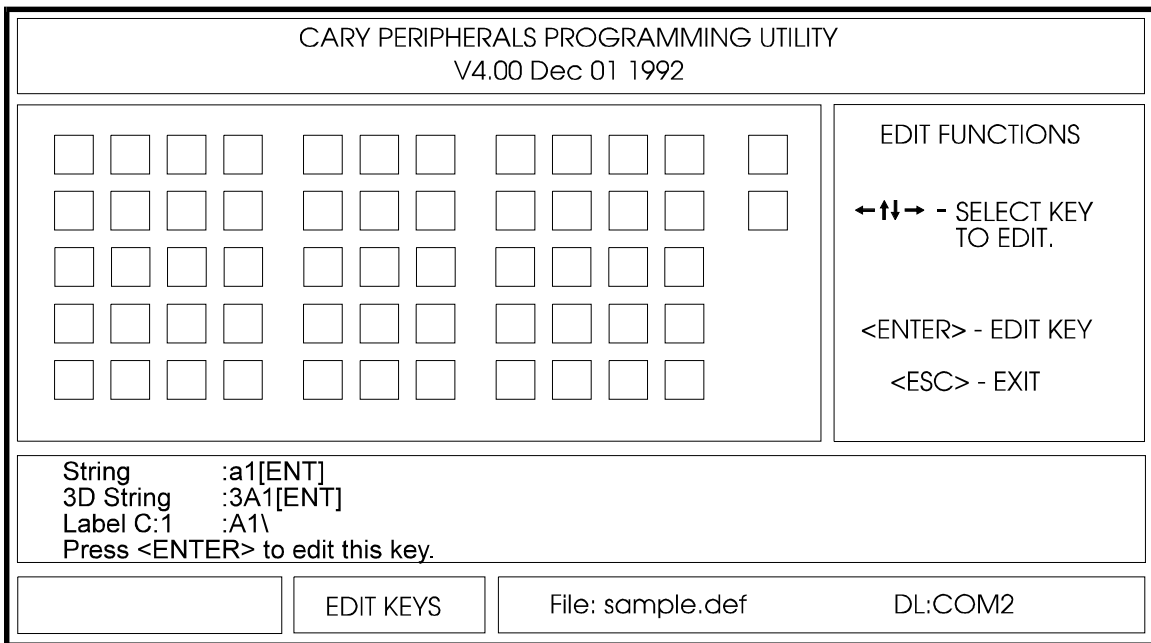 CARY PERIPHERALS PROGRAMMING UTILITY
V4.00 Dec 01 1992
EDIT FUNCTIONS
←↑↓→ - SELECT KEY
TO EDIT.
<ENTER> - EDIT KEY
<ESC> - EXIT
String :a1[ENT]
3D String :3A1[ENT]
Label C:1 :A1\
Press <ENTER> to edit this key.
EDIT KEYS
File: sample.def DL:COM2